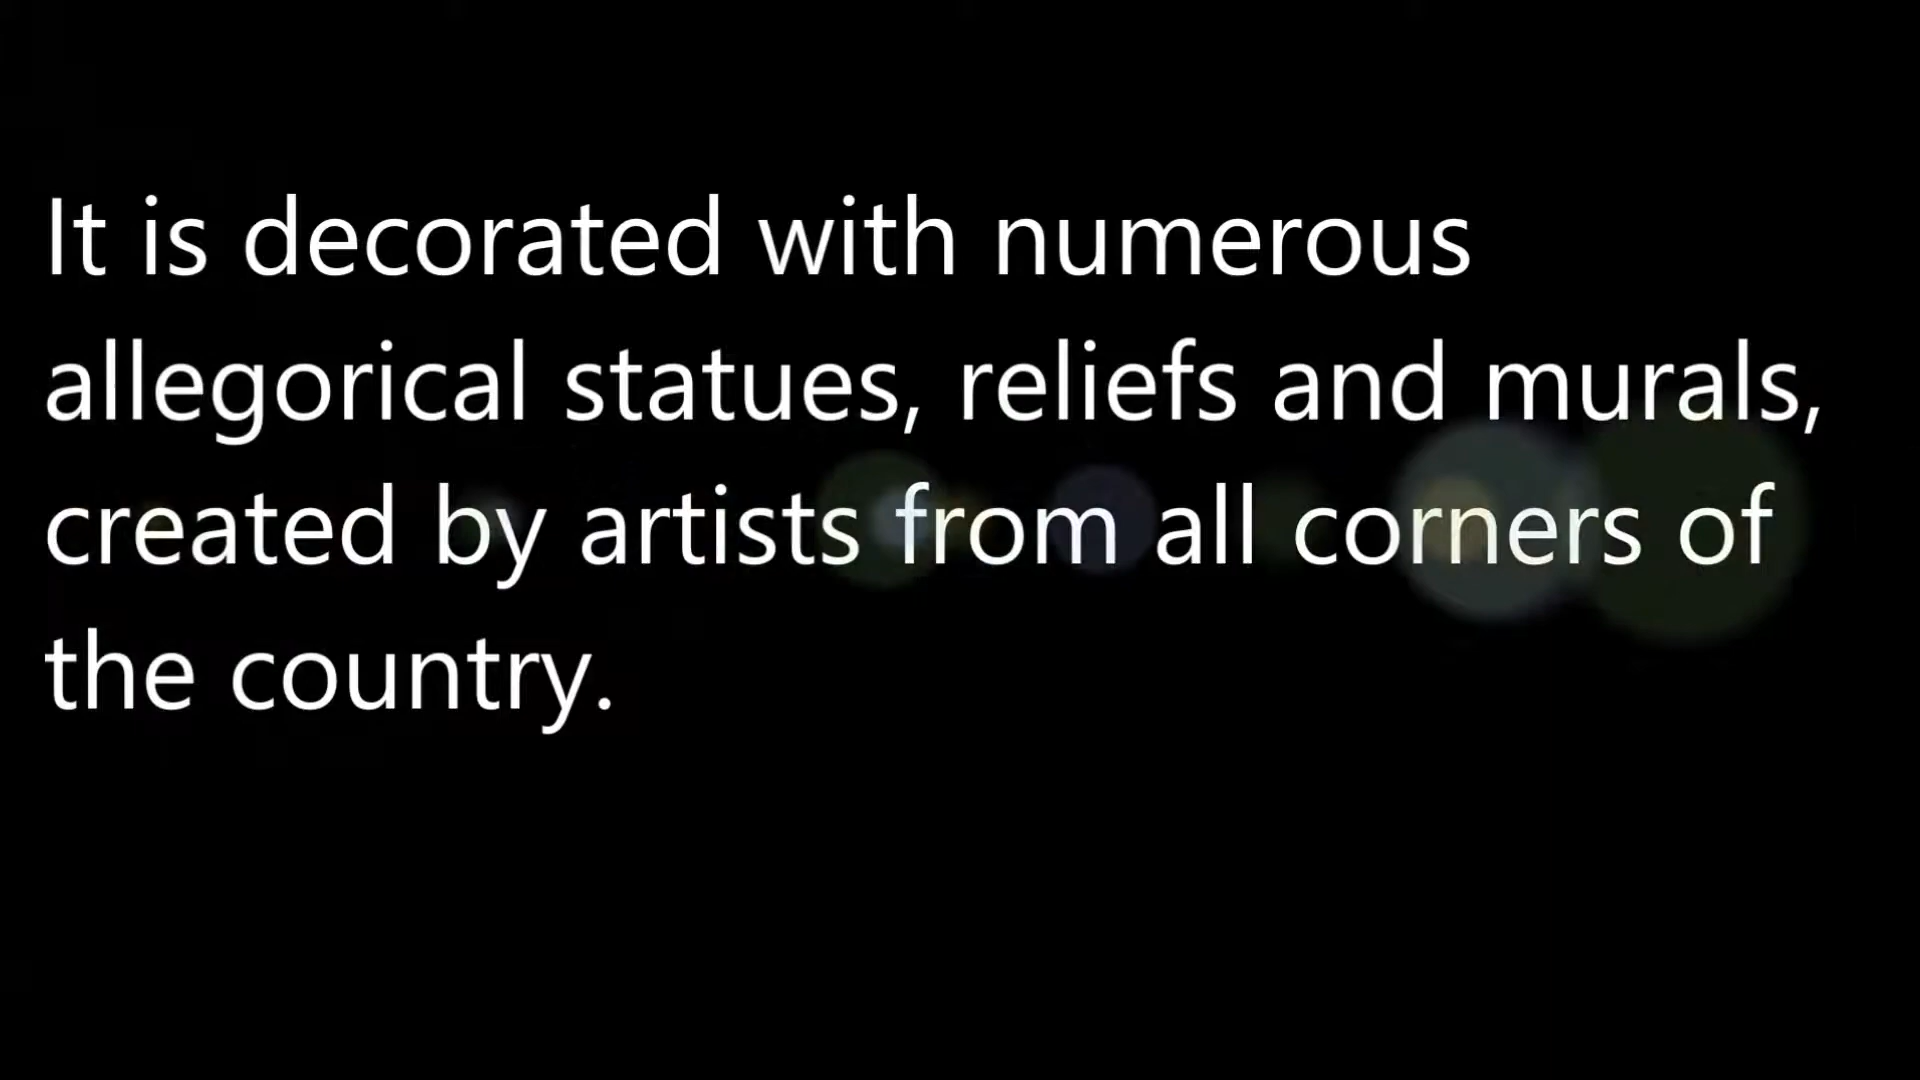 It is decorated with numerous
allegorical statues, reliefs and murals,
created by artists from all corners of
the country.